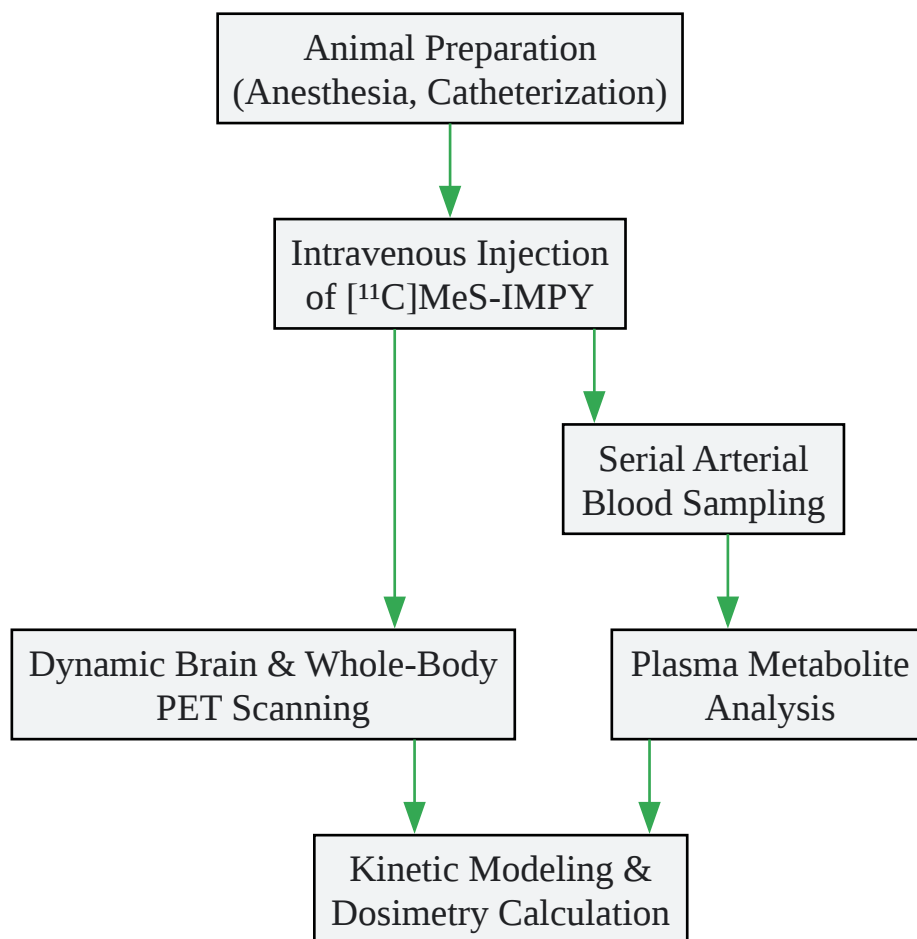 Animal Preparation
(Anesthesia, Catheterization)
Intravenous Injection
of [¹¹C]MeS-IMPY
Serial Arterial
Blood Sampling
Dynamic Brain & Whole-Body
PET Scanning
Plasma Metabolite
Analysis
Kinetic Modeling &
Dosimetry Calculation